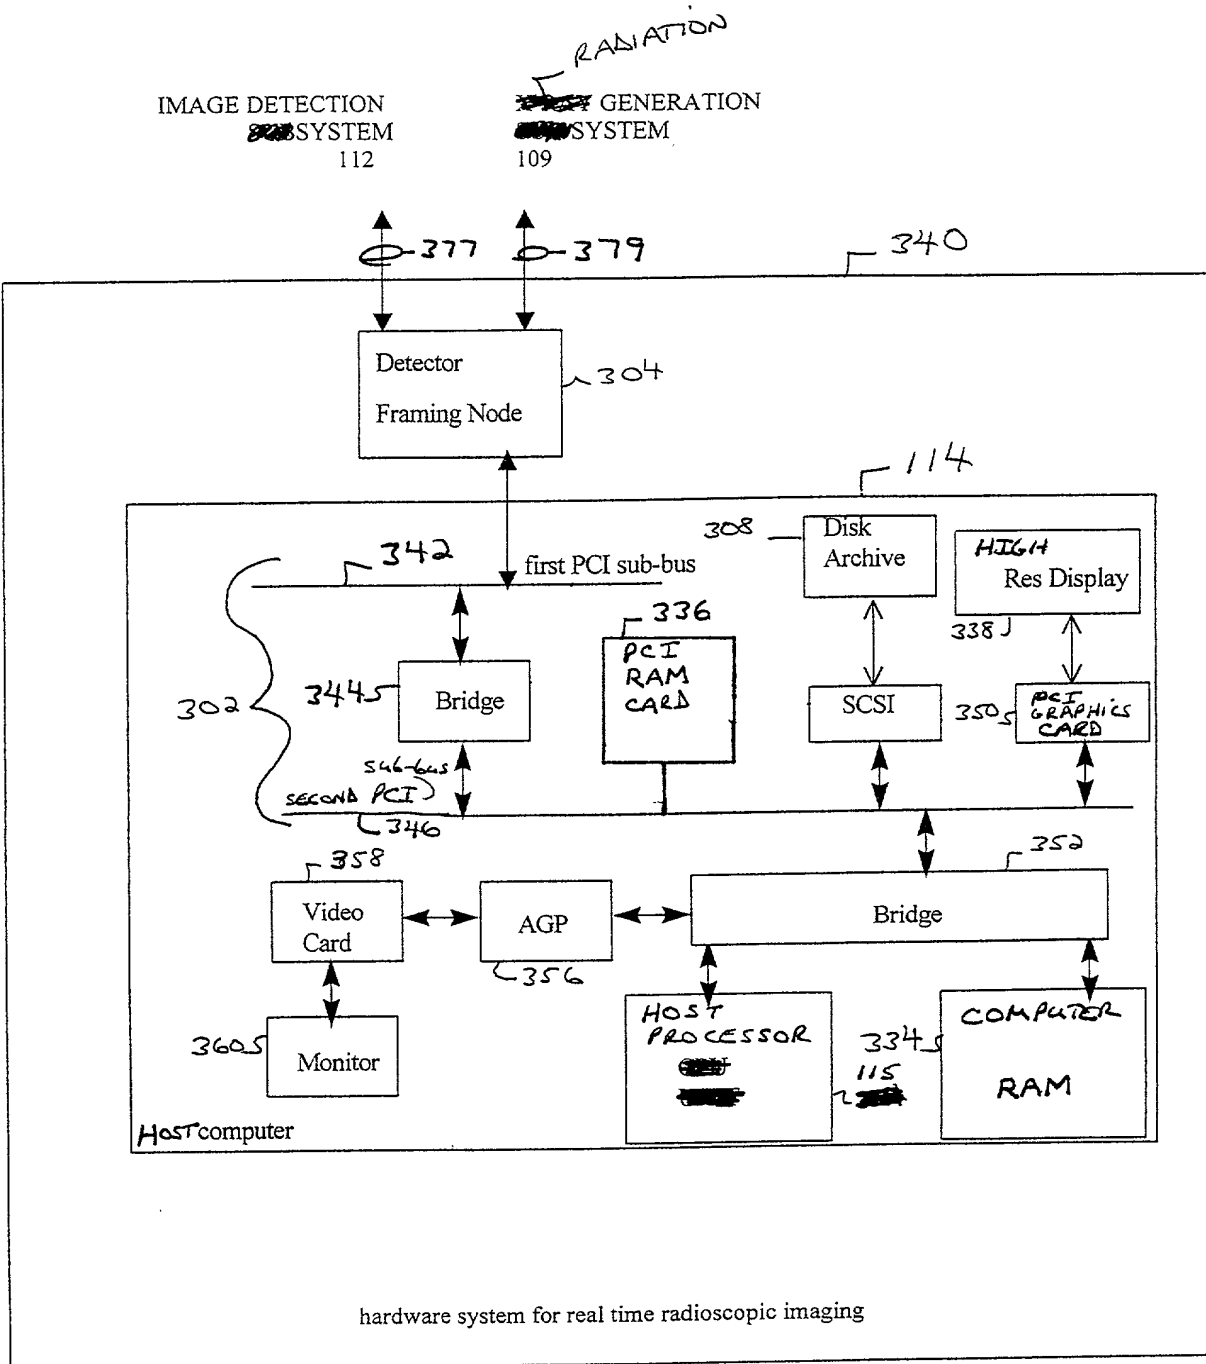 RADIATION
IMAGE DETECTION
SYSTEM
112
GENERATION
SYSTEM
109
377
379
340
Detector
Framing Node
304
114
342
first PCI sub-bus
308
Disk
Archive
HIGH
Res Display
338
336
PCI
RAM
CARD
302
344
Bridge
SCSI
350
PCI
GRAPHICS
CARD
sub-bus
SECOND PCI
346
358
352
Video
Card
AGP
Bridge
356
360
Monitor
HOST
PROCESSOR
115
334
COMPUTER
RAM
HOST computer
hardware system for real time radioscopic imaging